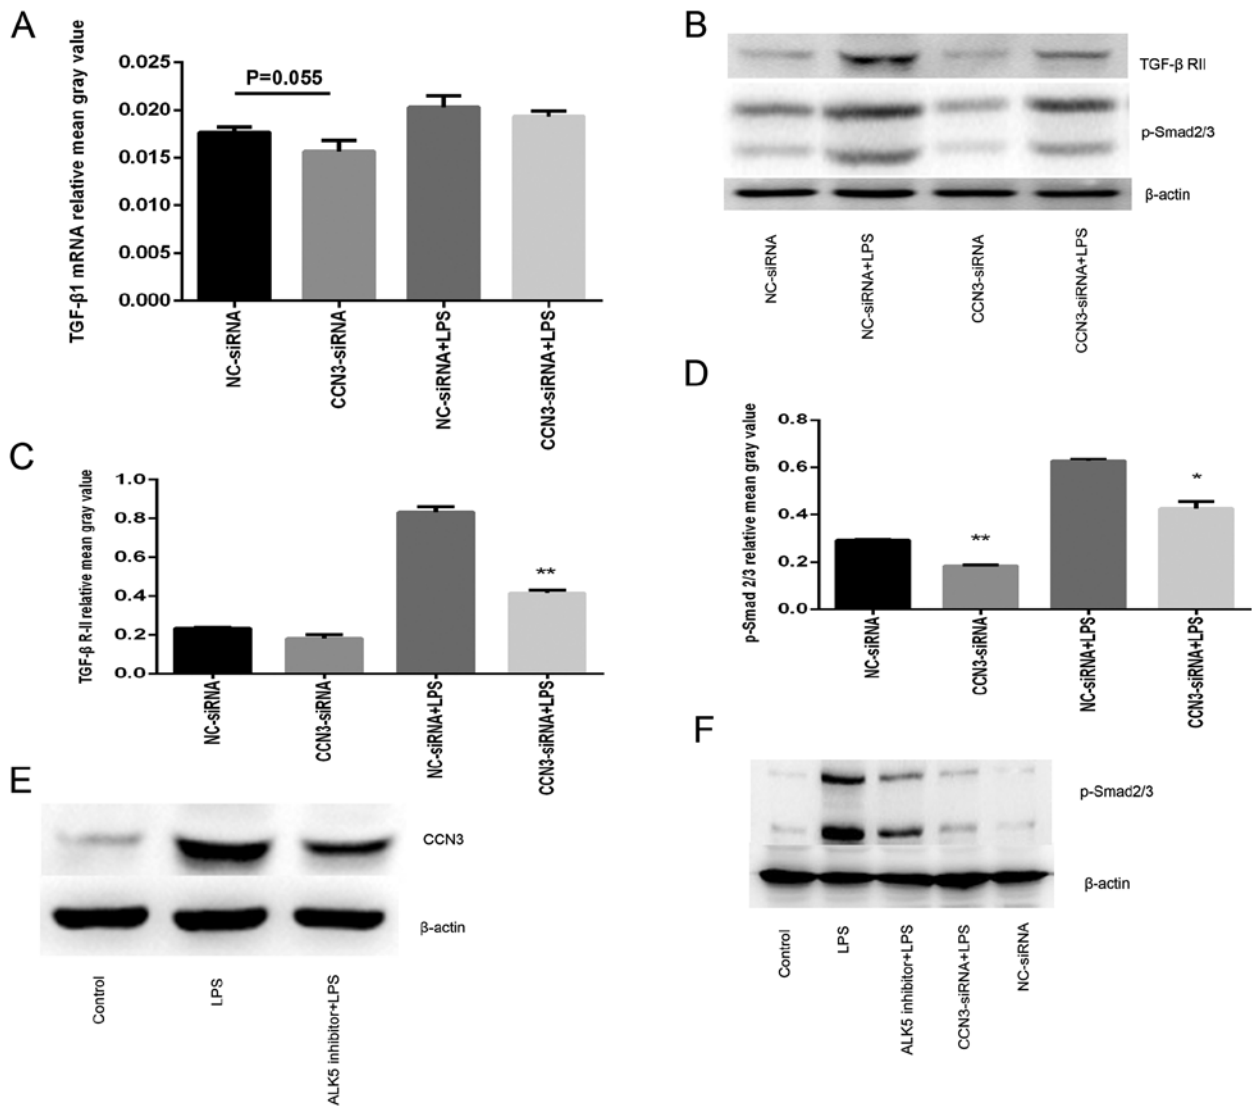 A
TGF-β1 mRNA relative mean gray value
0.025
0.020
0.015
0.010
0.005
0.000
P=0.055
NC-siRNA
CCN3-siRNA
NC-siRNA+LPS
CCN3-siRNA+LPS
B
TGF-β RII
p-Smad2/3
β-actin
NC-siRNA
NC-siRNA+LPS
CCN3-siRNA
CCN3-siRNA+LPS
C
TGF-β R-II relative mean gray value
1.0
0.8
0.6
0.4
0.2
0.0
**
NC-siRNA
CCN3-siRNA
NC-siRNA+LPS
CCN3-siRNA+LPS
D
p-Smad 2/3 relative mean gray value
0.8
0.6
0.4
0.2
0.0
**
*
NC-siRNA
CCN3-siRNA
NC-siRNA+LPS
CCN3-siRNA+LPS
E
CCN3
β-actin
Control
LPS
ALK5 inhibitor+LPS
F
p-Smad2/3
β-actin
Control
LPS
ALK5 inhibitor+LPS
CCN3-siRNA+LPS
NC-siRNA